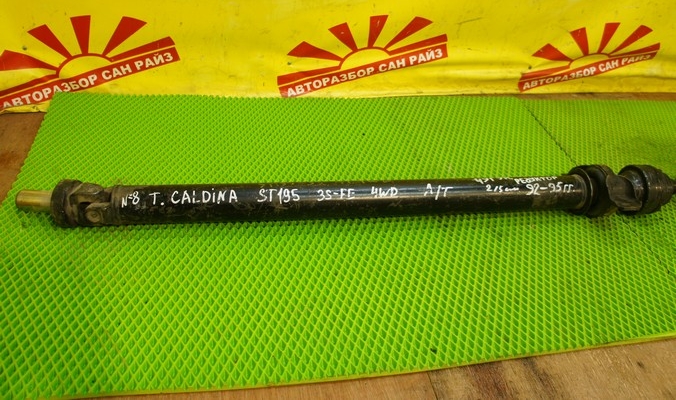 АВТОРАЗБОР САН РАЙЗ
АВТОРАЗБОР САН РАЙЗ
АВТОРАЗБОР САН РАЙЗ
№8 T. CALDINA ST195 3S-FE 4WD A/T
92-95гг.